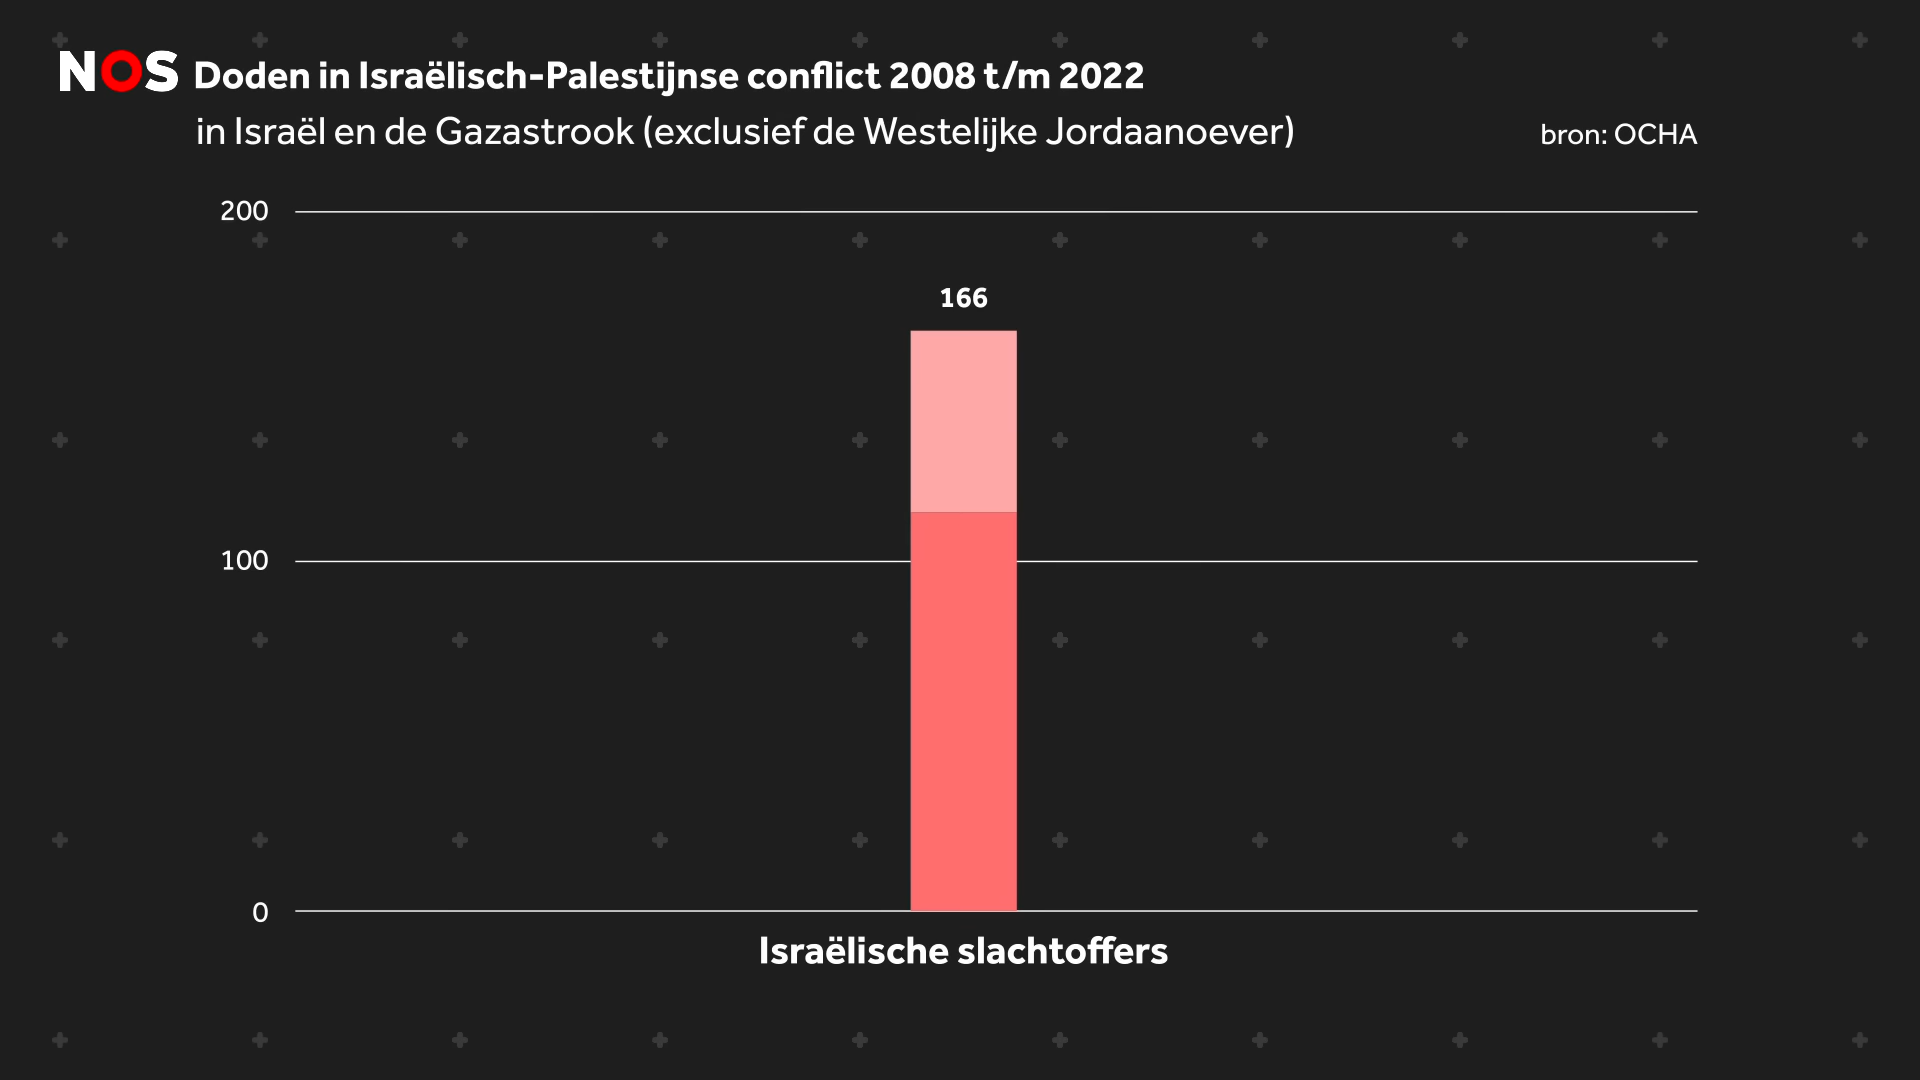 NOS Doden in Israëlisch-Palestijnse conflict 2008 t/m 2022
in Israël en de Gazastrook (exclusief de Westelijke Jordaanoever)
bron: OCHA
200
166
100
0
Israëlische slachtoffers